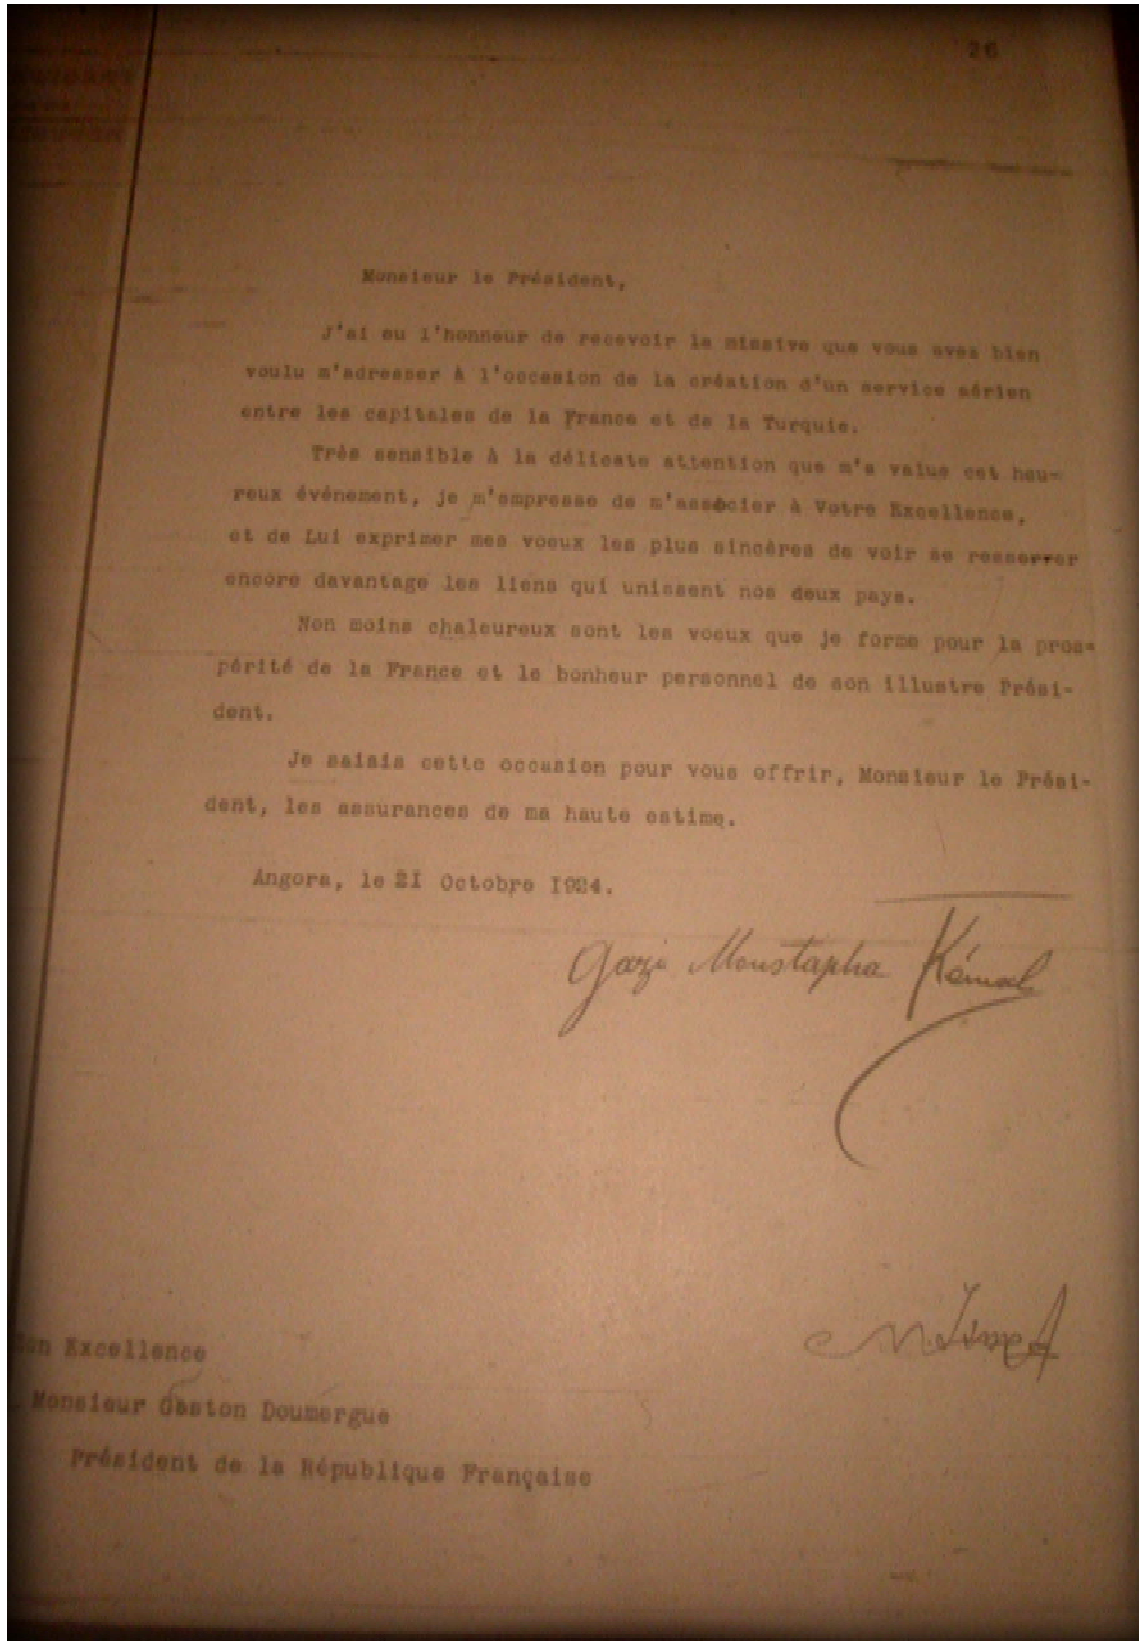 26
Monsieur le Président,
J'ai eu l'honneur de recevoir la missive que vous avez bien
voulu m'adresser à l'occasion de la création d'un service aérien
entre les capitales de la France et de la Turquie.
Très sensible à la délicate attention que m'a value cet heu-
reux événement, je m'empresse de m'associer à Votre Excellence,
et de Lui exprimer mes voeux les plus sincères de voir se resserrer
encore davantage les liens qui unissent nos deux pays.
Non moins chaleureux sont les voeux que je forme pour la pros-
périté de la France et le bonheur personnel de son illustre Prési-
dent.
Je saisis cette occasion pour vous offrir, Monsieur le Prési-
dent, les assurances de ma haute estime.
Angora, le 21 Octobre I924.
Gazi Moustapha Kémal
Son Excellence
Monsieur Gaston Doumergue
Président de la République Française